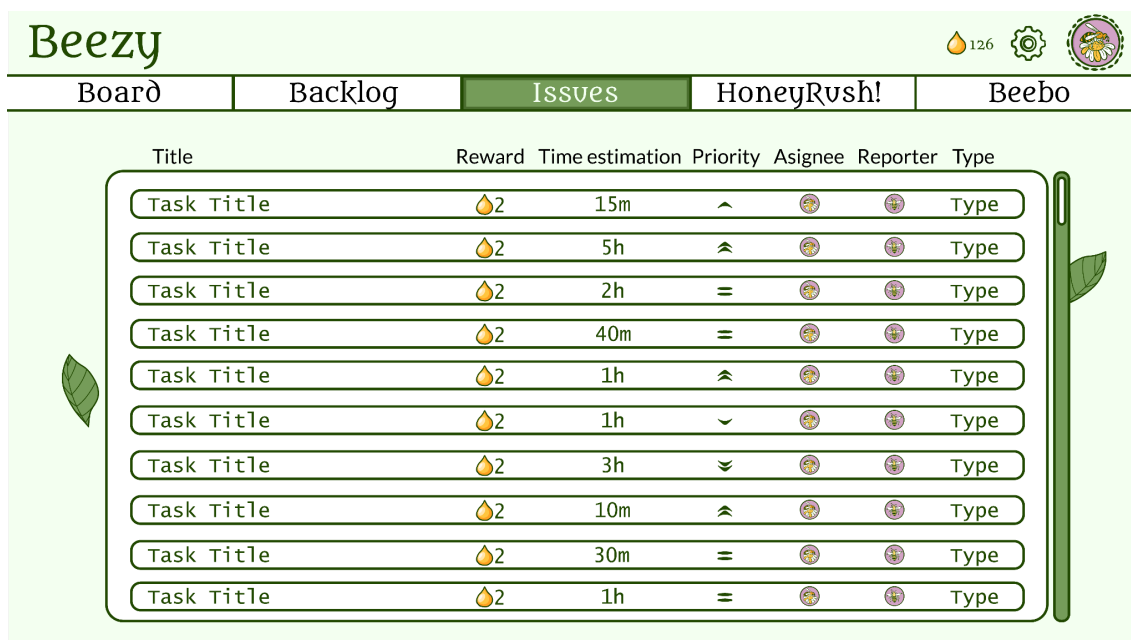 Beezy
126
Board Backlog Issues HoneyRush! Beebo
Title Reward Time estimation Priority Asignee Reporter Type
Task Title 2 15m Type
Task Title 2 5h Type
Task Title 2 2h Type
Task Title 2 40m Type
Task Title 2 1h Type
Task Title 2 1h Type
Task Title 2 3h Type
Task Title 2 10m Type
Task Title 2 30m Type
Task Title 2 1h Type